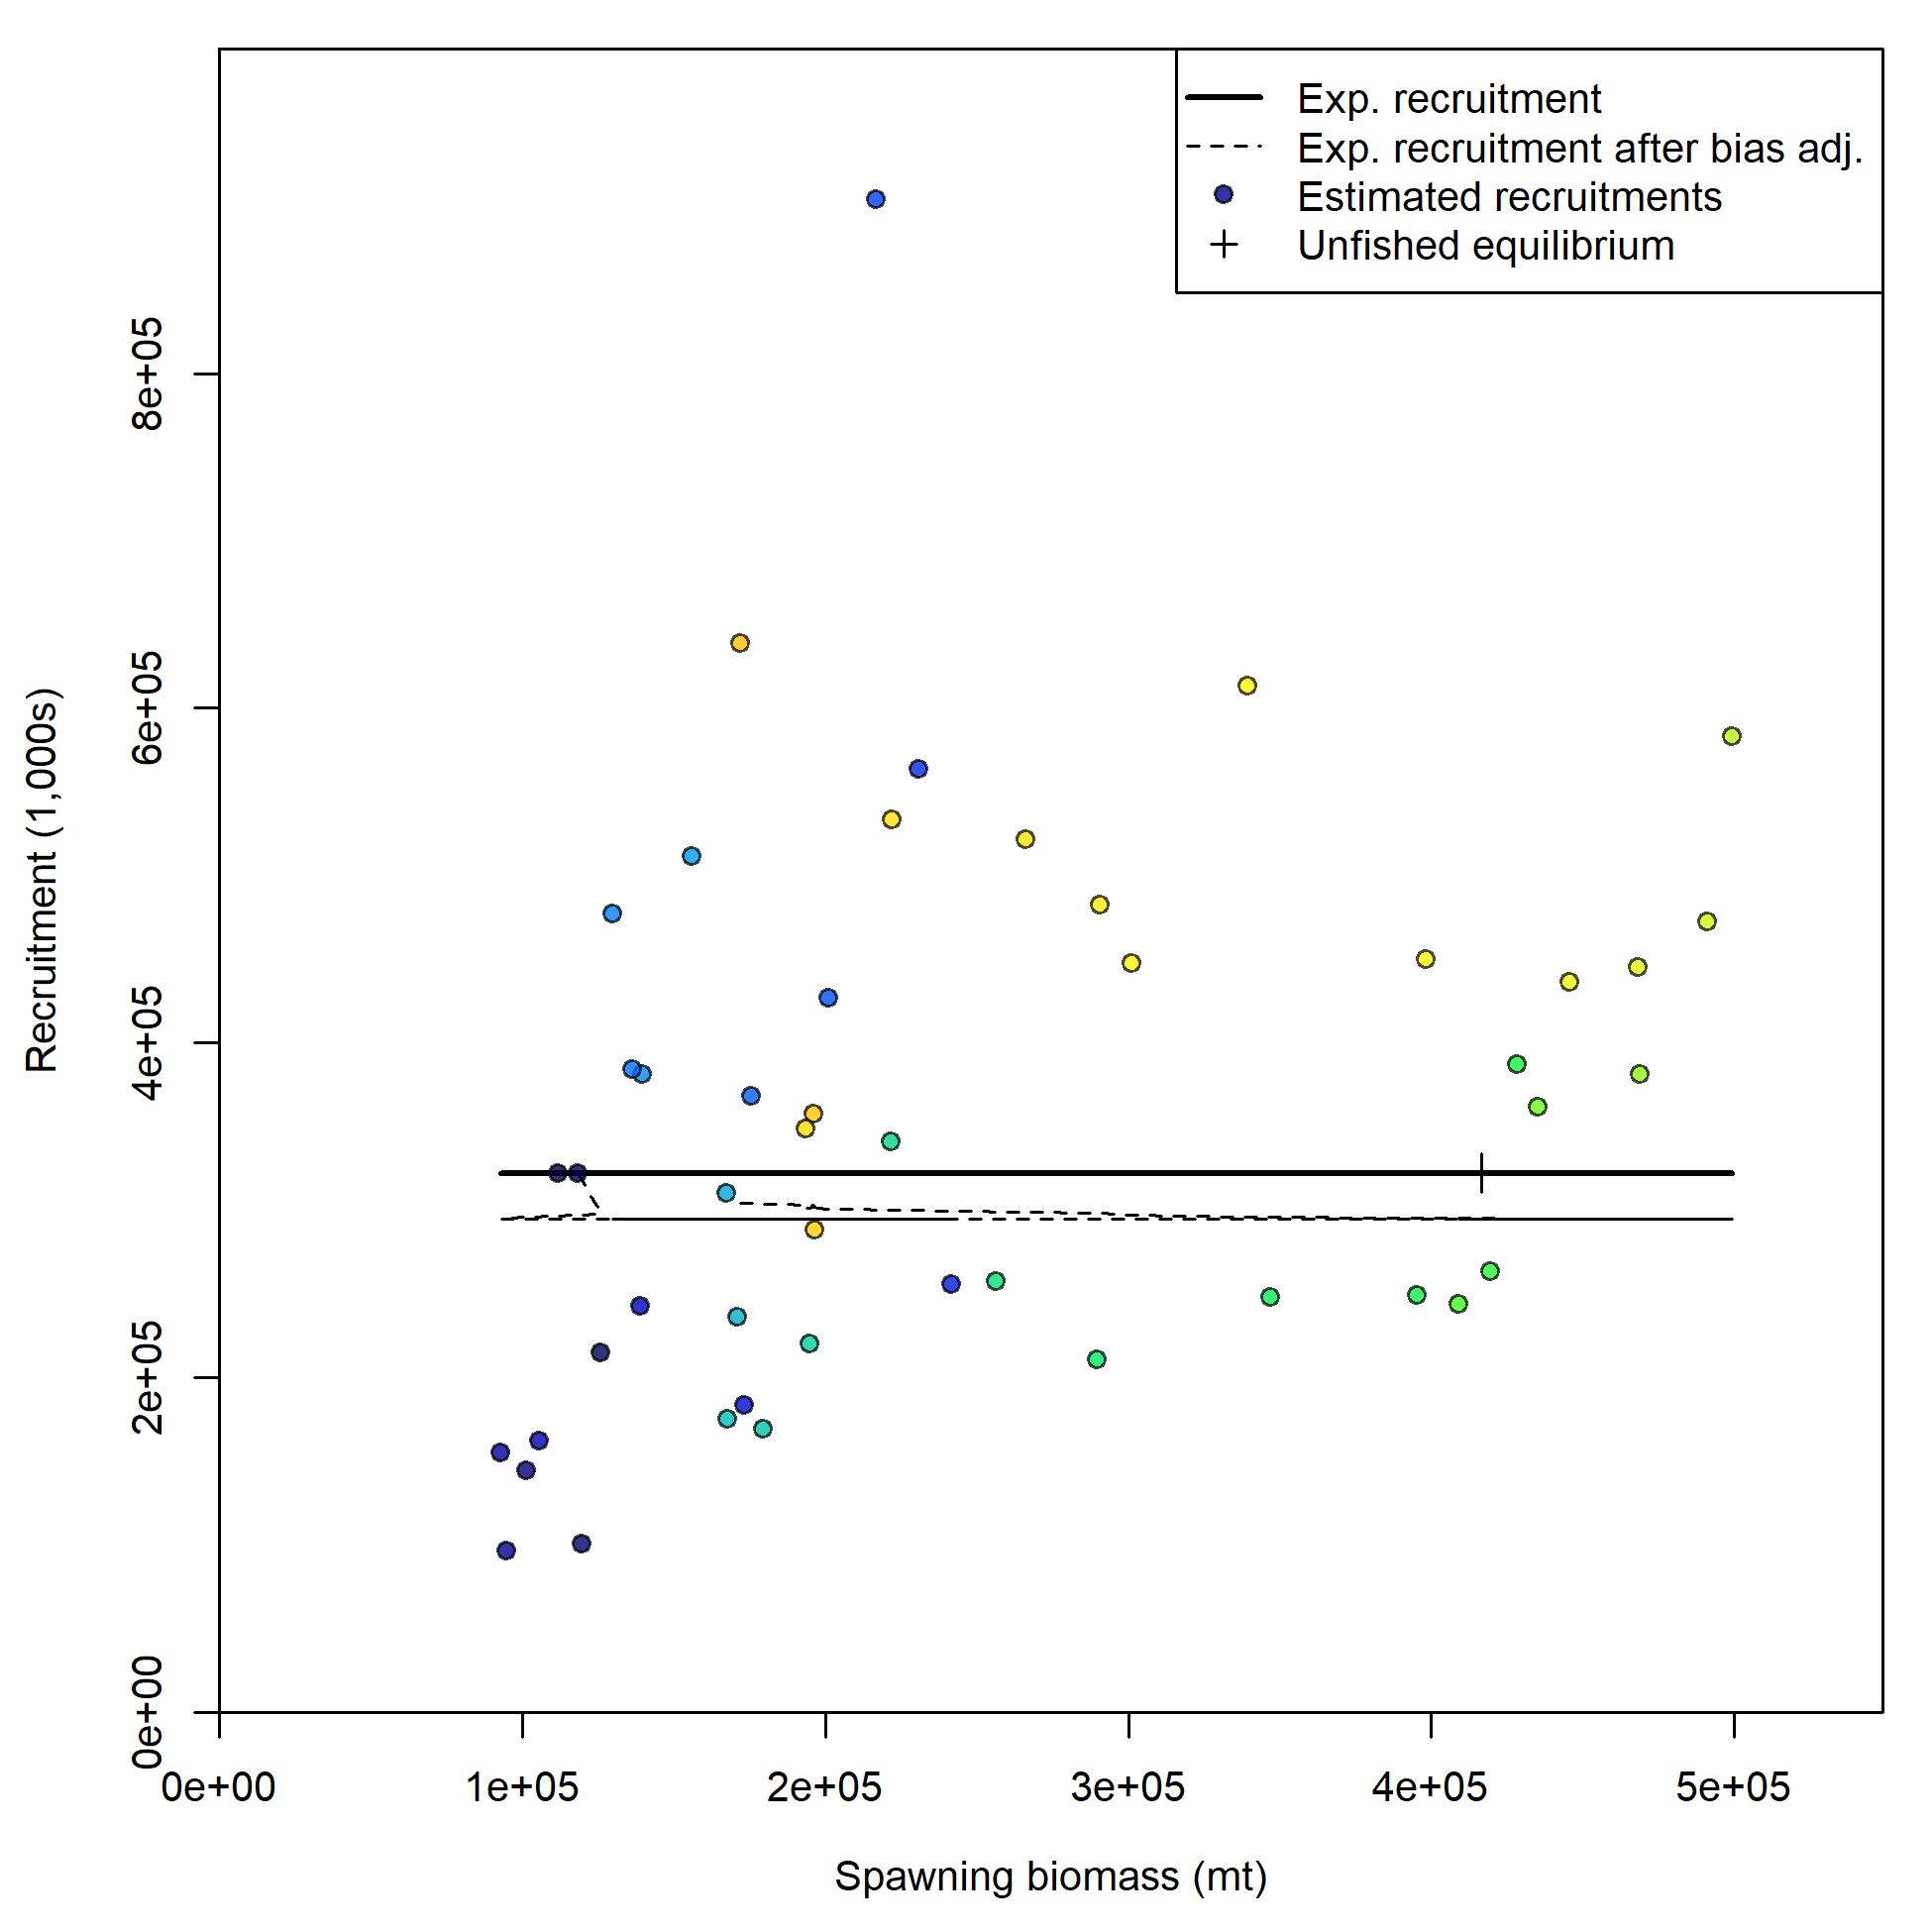 Exp. recruitment
Exp. recruitment after bias adj.
Estimated recruitments
Unfished equilibrium
8e+05
6e+05
4e+05
2e+05
0e+00
Recruitment (1,000s)
0e+00 1e+05 2e+05 3e+05 4e+05 5e+05
Spawning biomass (mt)